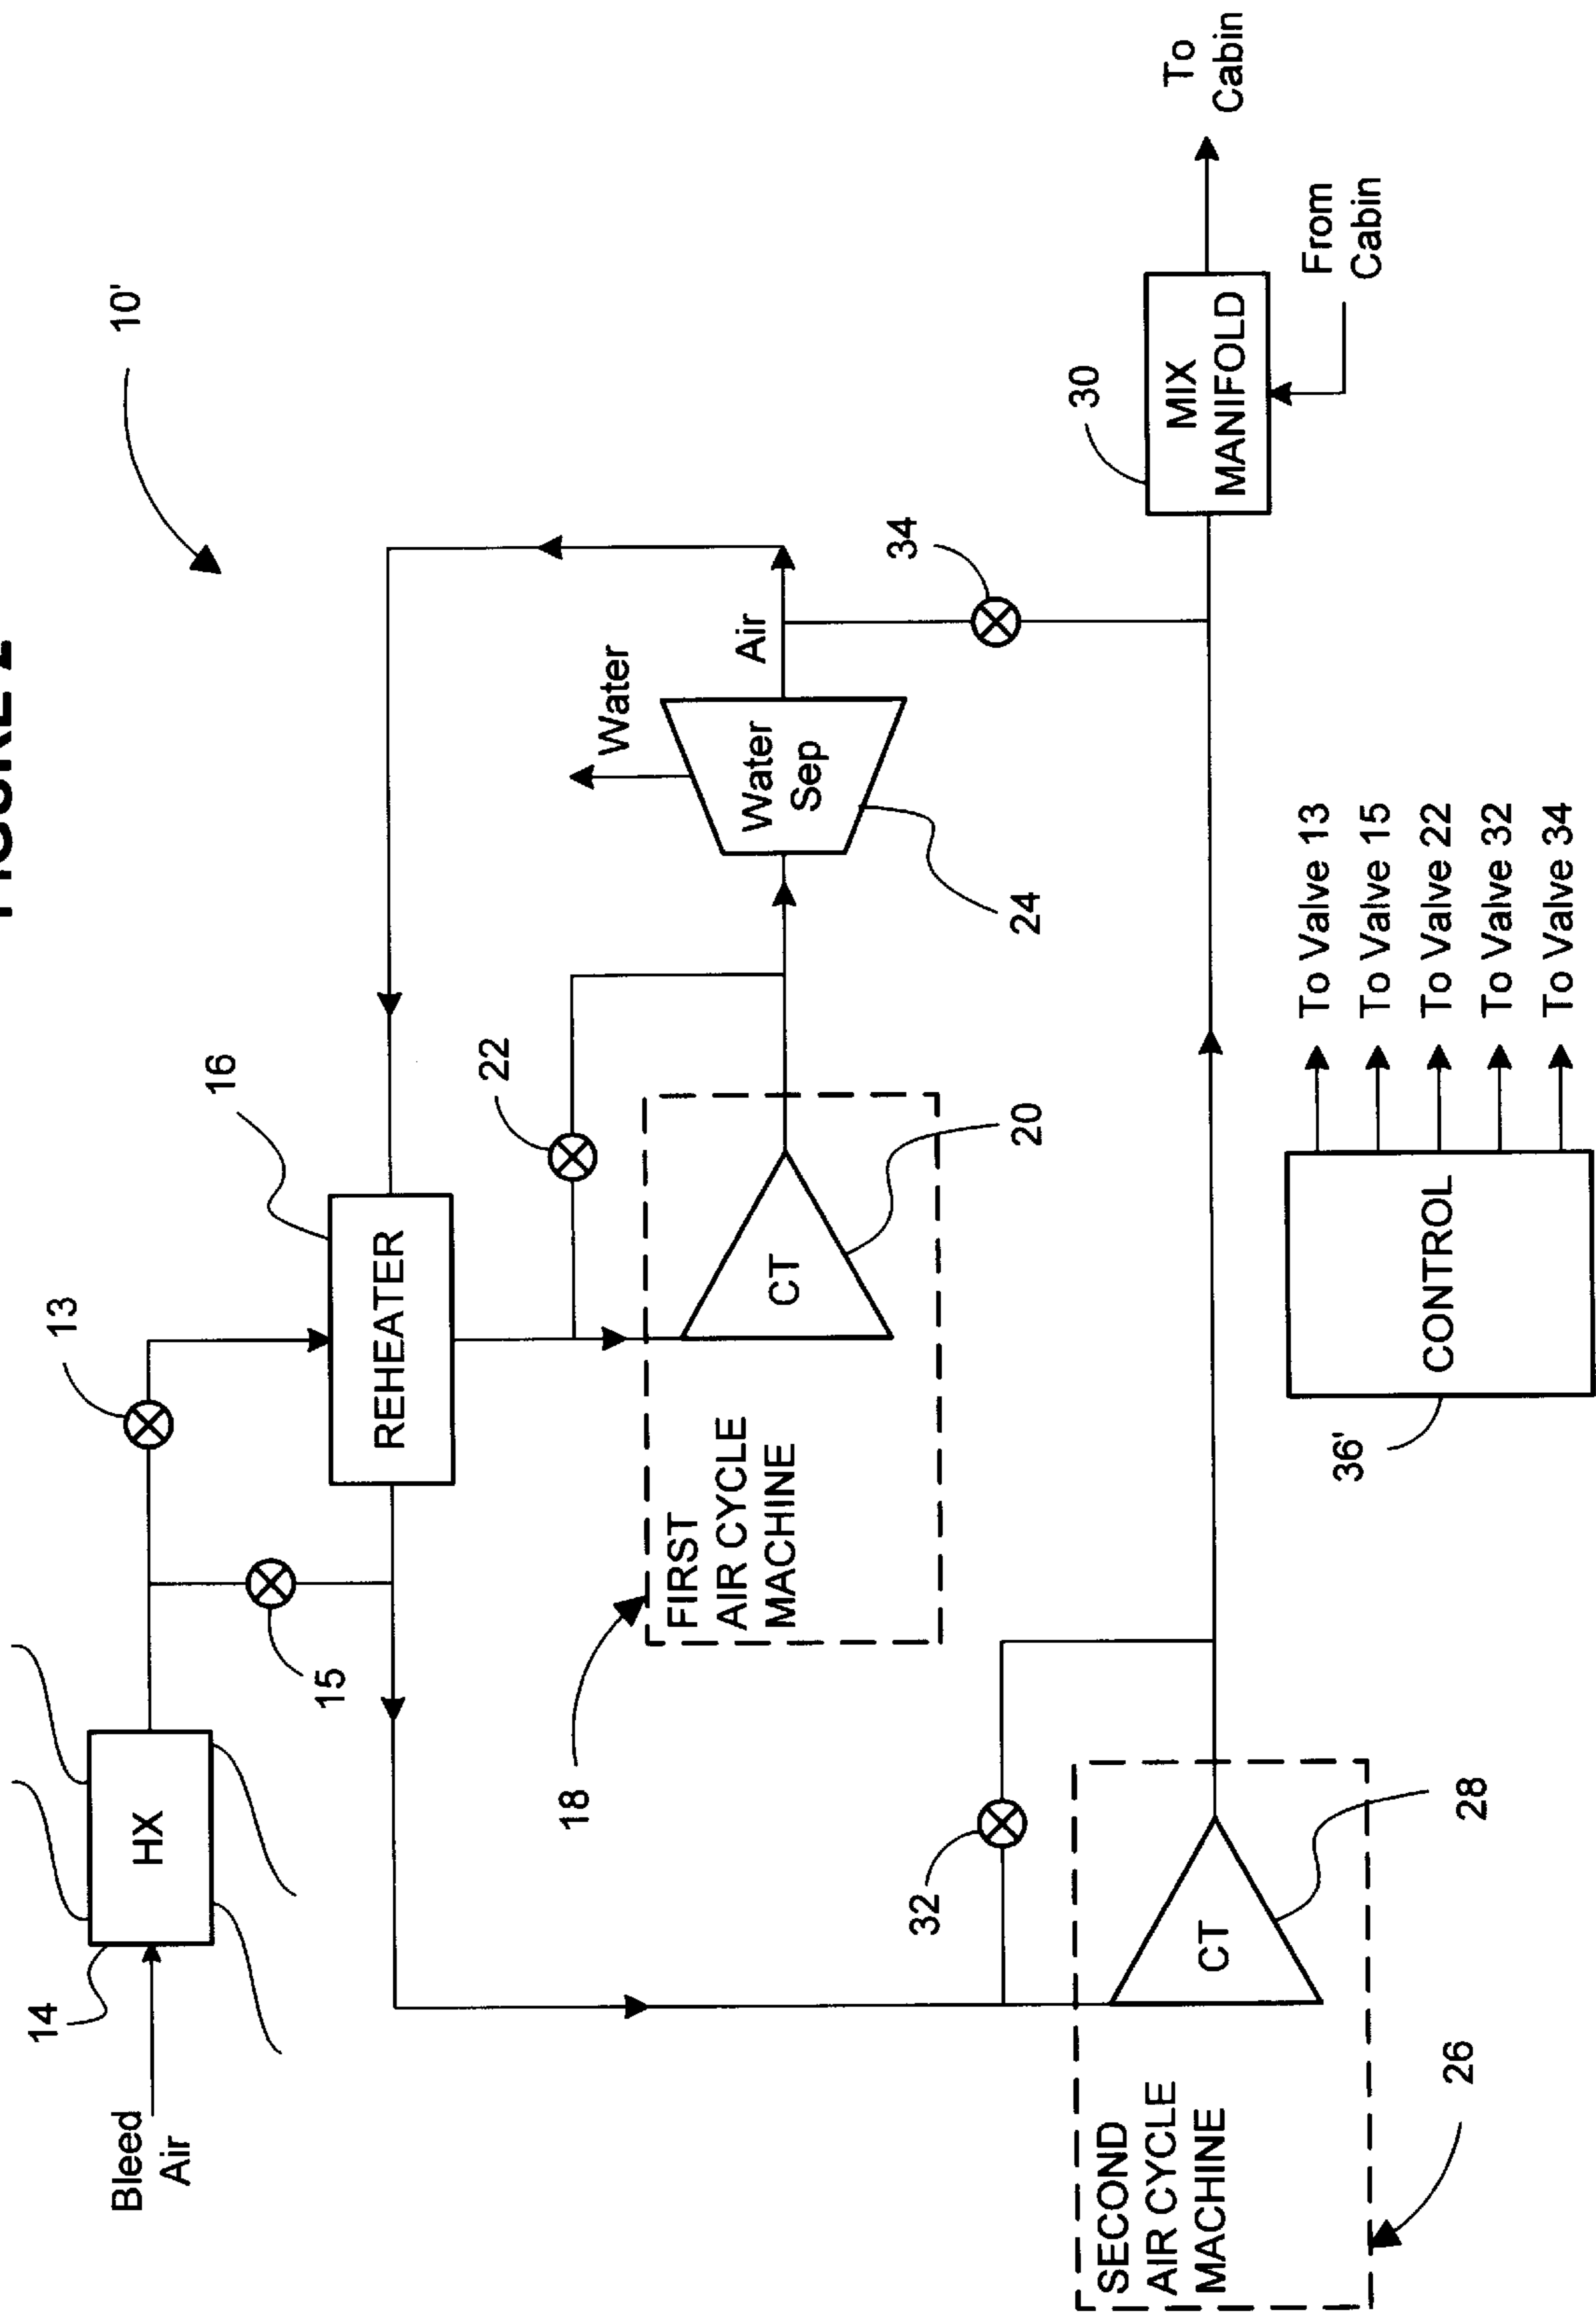 FIGURE 2
10'
Bleed
Air
14
HX
13
15
16
REHEATER
22
18
FIRST
AIR CYCLE
MACHINE
CT
20
Water
Water
Sep
Air
24
34
32
SECOND
AIR CYCLE
MACHINE
CT
28
26
30
MIX
MANIFOLD
To
Cabin
From
Cabin
CONTROL
36'
To Valve 13
To Valve 15
To Valve 22
To Valve 32
To Valve 34